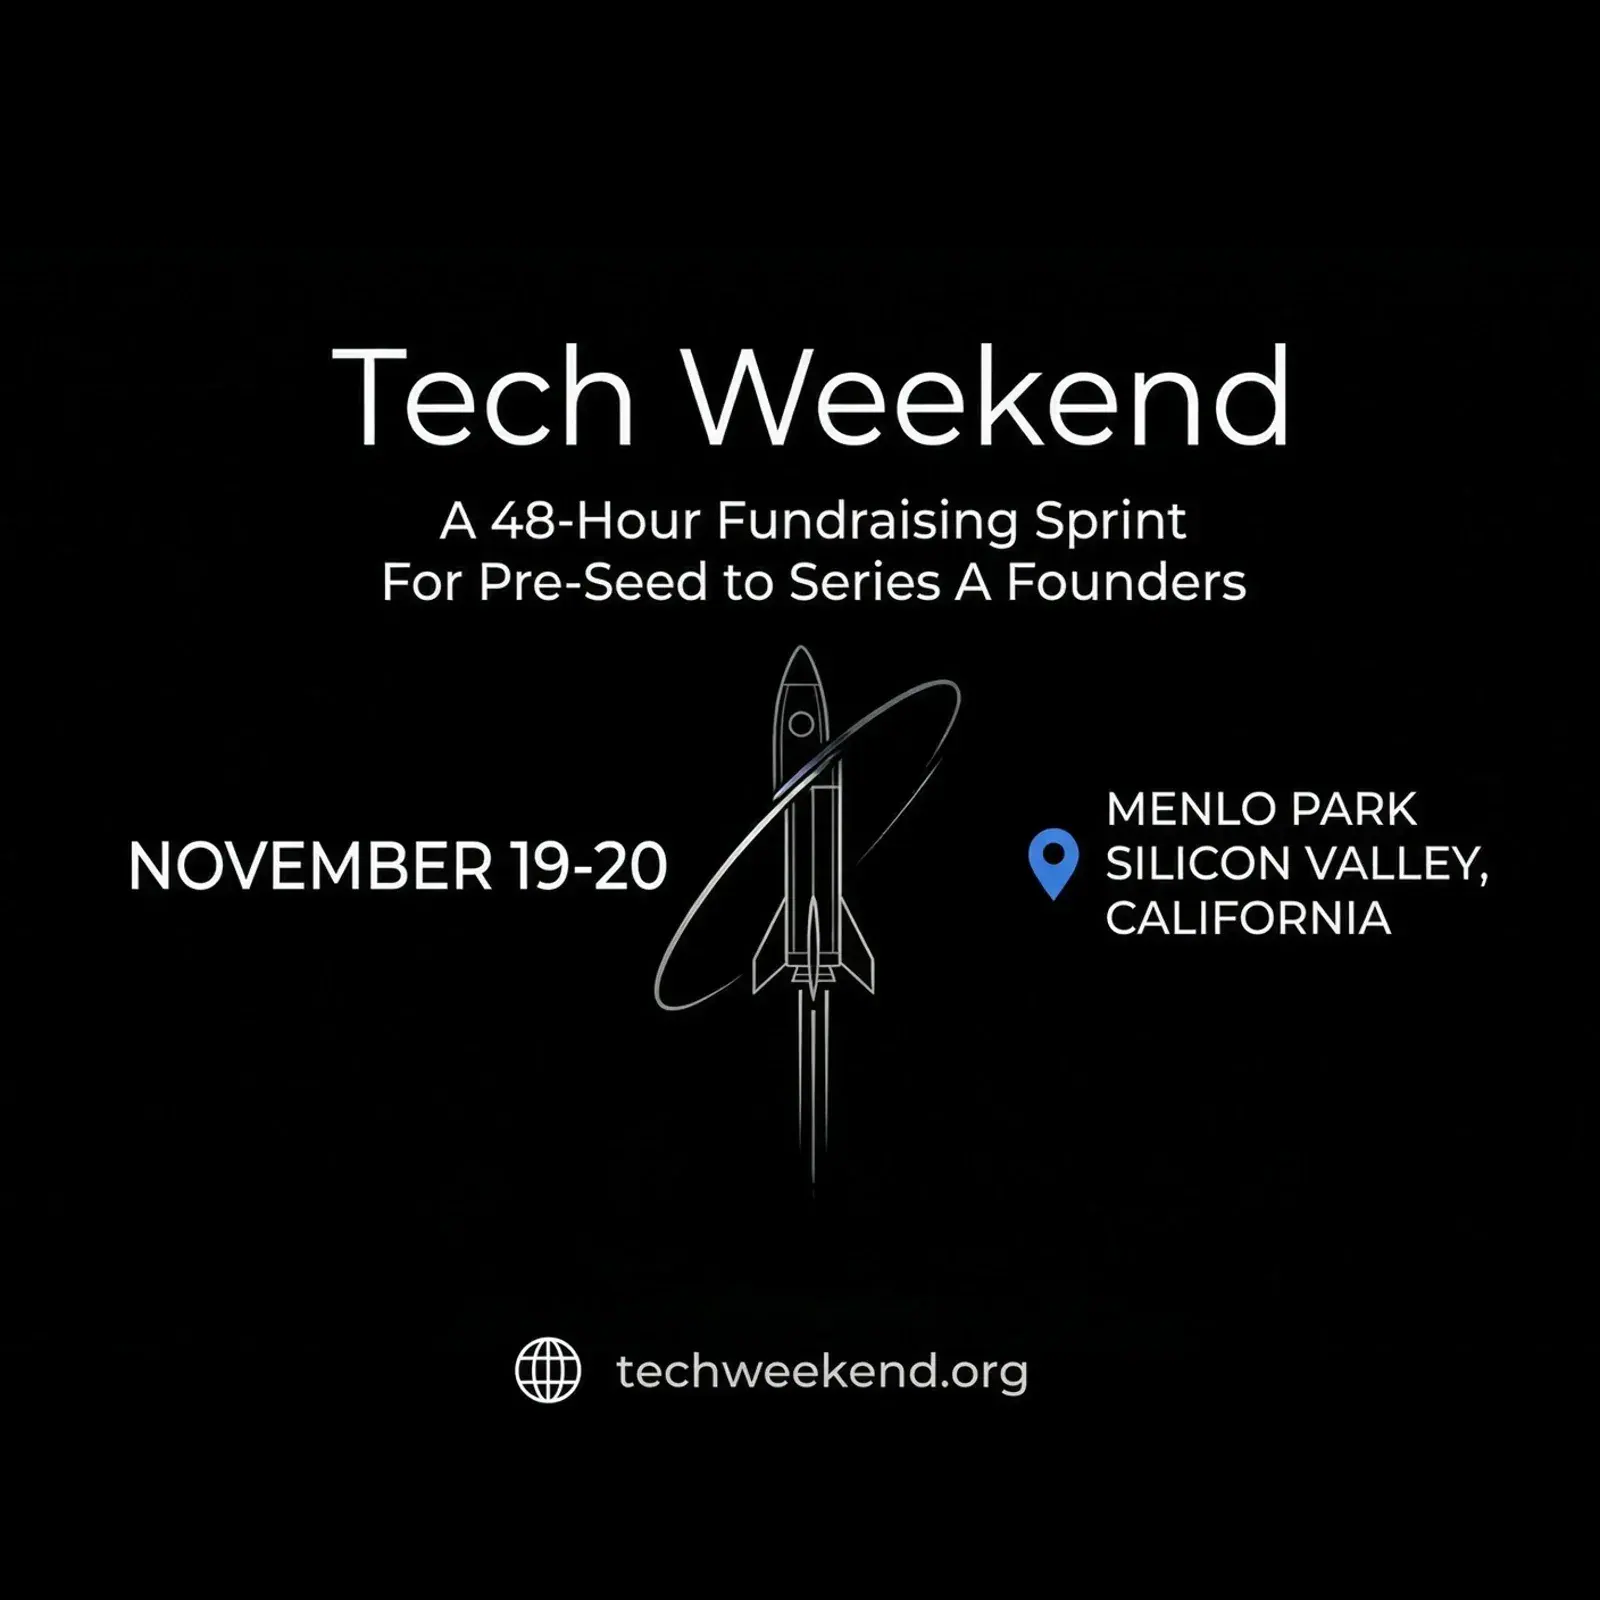 Tech Weekend
A 48-Hour Fundraising Sprint
For Pre-Seed to Series A Founders
NOVEMBER 19-20
MENLO PARK
SILICON VALLEY,
CALIFORNIA
techweekend.org